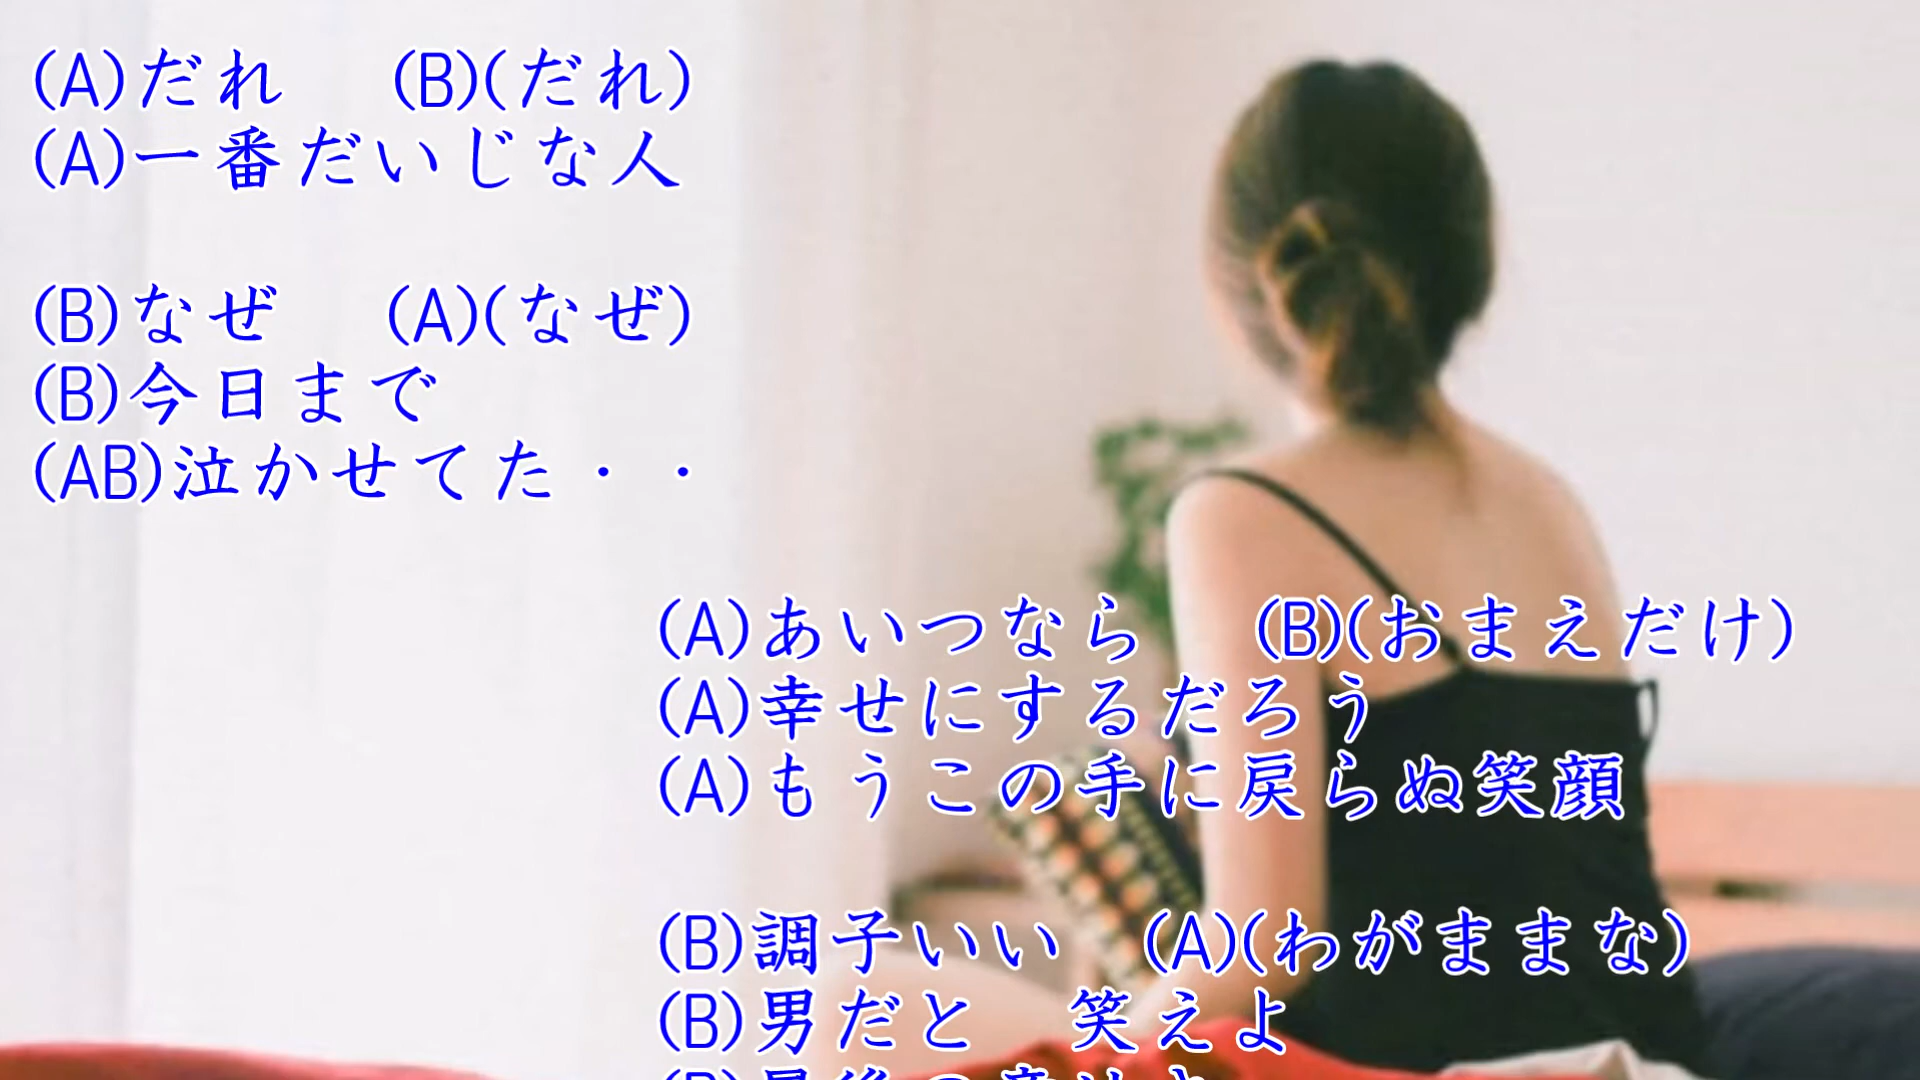 (A)だれ　(B)(だれ)
(A)一番だいじな人
(B)なぜ　(A)(なぜ)
(B)今日まで
(AB)泣かせてた・・
(A)あいつなら　(B)(おまえだけ)
(A)幸せにするだろう
(A)もうこの手に戻らぬ笑顔
(B)調子いい　(A)(わがままな)
(B)男だと　笑えよ